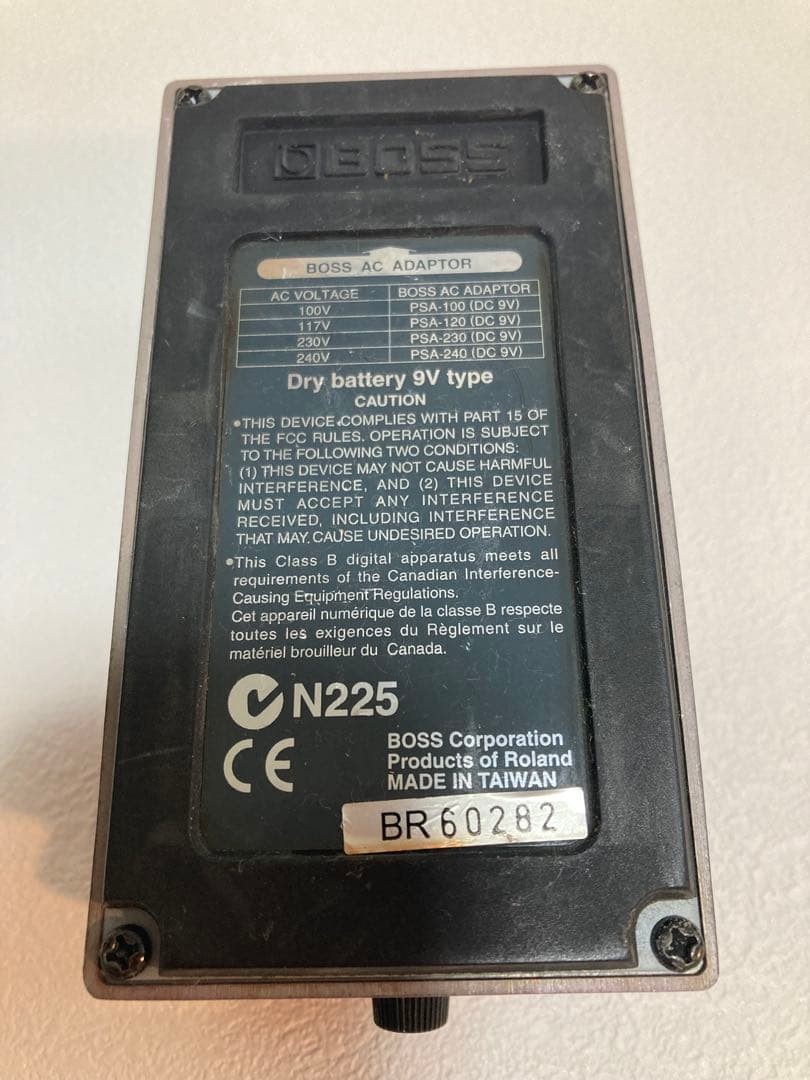 BOSS
BOSS AC ADAPTOR
AC VOLTAGE BOSS AC ADAPTOR
100V PSA-100 (DC 9V)
117V PSA-120 (DC 9V)
230V PSA-230 (DC 9V)
240V PSA-240 (DC 9V)
Dry battery 9V type
CAUTION
•THIS DEVICE COMPLIES WITH PART 15 OF
THE FCC RULES. OPERATION IS SUBJECT
TO THE FOLLOWING TWO CONDITIONS:
(1) THIS DEVICE MAY NOT CAUSE HARMFUL
INTERFERENCE, AND (2) THIS DEVICE
MUST ACCEPT ANY INTERFERENCE
RECEIVED, INCLUDING INTERFERENCE
THAT MAY CAUSE UNDESIRED OPERATION.
•This Class B digital apparatus meets all
requirements of the Canadian Interference-
Causing Equipment Regulations.
Cet appareil numérique de la classe B respecte
toutes les exigences du Règlement sur le
matériel brouilleur du Canada.
N225
CE
BOSS Corporation
Products of Roland
MADE IN TAIWAN
BR60282